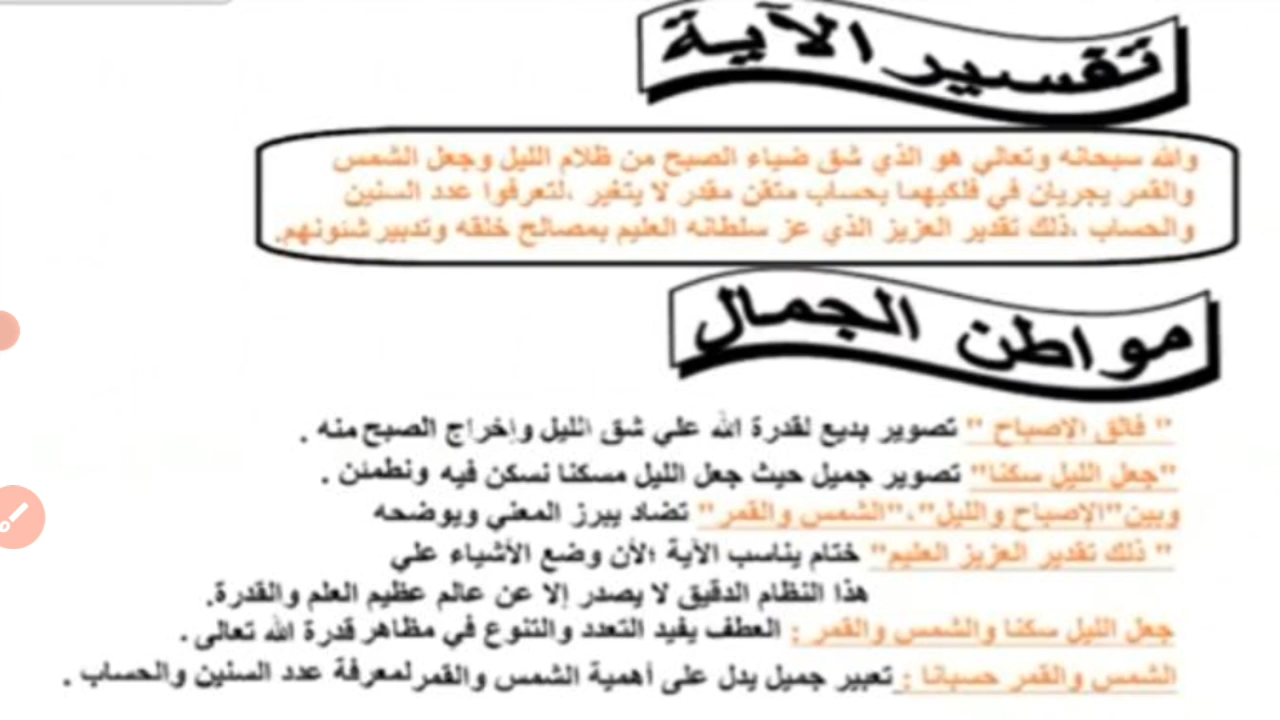 تفسير الآية
والله سبحانه وتعالي هو الذي شق ضياء الصبح من ظلام الليل وجعل الشمس
والقمر يجريان في فلكيهما بحساب متقن مقدر لا يتغير ،لتعرفوا عدد السنين
والحساب ،ذلك تقدير العزيز الذي عز سلطانه العليم بمصالح خلقه وتدبير شئونهم.
مواطن الجمال
" فالق الإصباح " تصوير بديع لقدرة الله علي شق الليل وإخراج الصبح منه .
"جعل الليل سكنا" تصوير جميل حيث جعل الليل مسكنا نسكن فيه ونطمئن .
وبين"الإصباح والليل"،"الشمس والقمر" تضاد يبرز المعني ويوضحه
" ذلك تقدير العزيز العليم" ختام يناسب الآية ؛لأن وضع الأشياء علي
هذا النظام الدقيق لا يصدر إلا عن عالم عظيم العلم والقدرة.
جعل الليل سكنا والشمس والقمر : العطف يفيد التعدد والتنوع في مظاهر قدرة الله تعالى .
الشمس والقمر حسبانا : تعبير جميل يدل على أهمية الشمس والقمر لمعرفة عدد السنين والحساب .